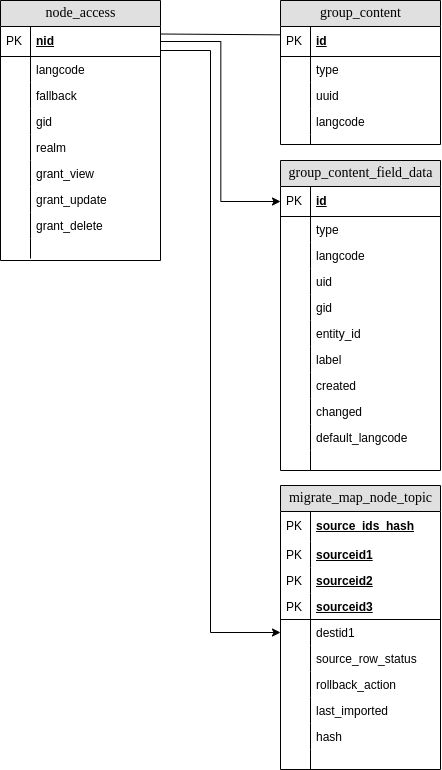 node_access
PK nid
langcode
fallback
gid
realm
grant_view
grant_update
grant_delete
group_content
PK id
type
uuid
langcode
group_content_field_data
PK id
type
langcode
uid
gid
entity_id
label
created
changed
default_langcode
migrate_map_node_topic
PK source_ids_hash
PK sourceid1
PK sourceid2
PK sourceid3
destid1
source_row_status
rollback_action
last_imported
hash